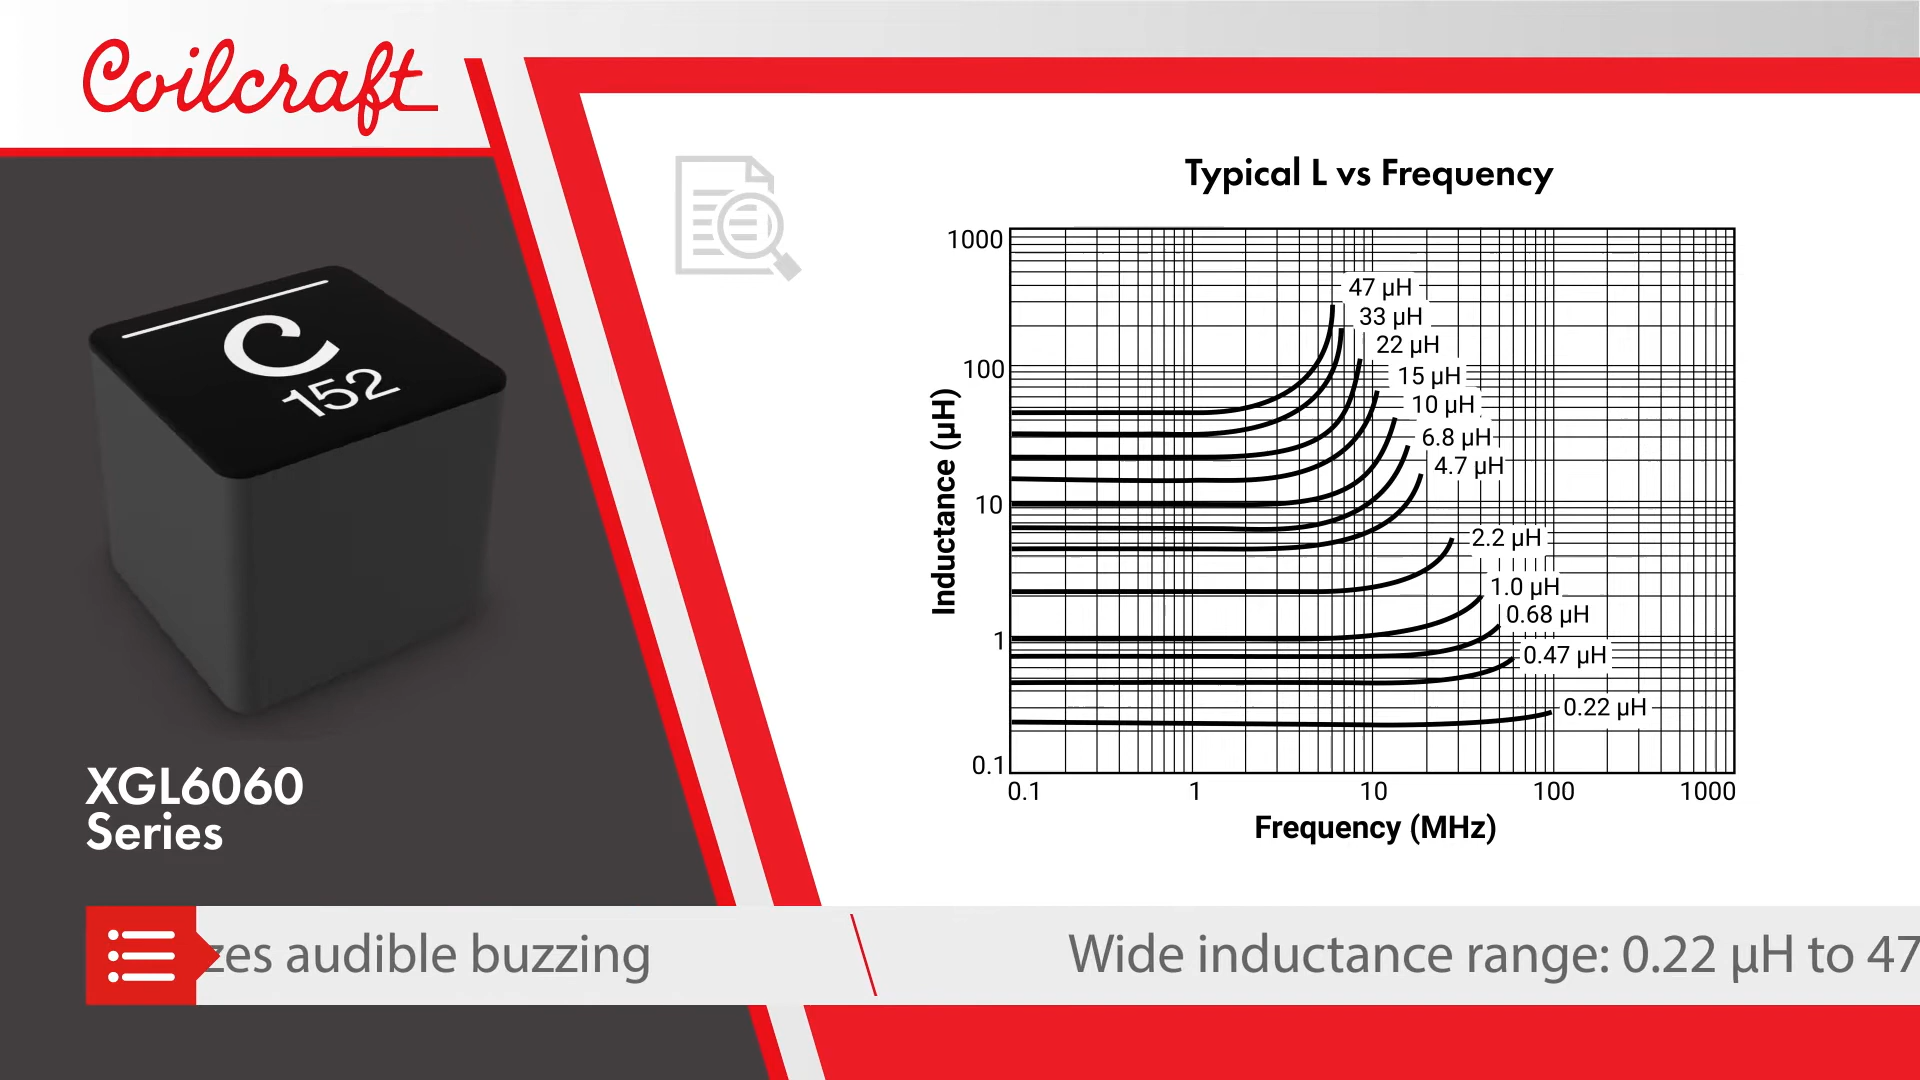 Coilcraft
C
152
XGL6060
Series
Typical L vs Frequency
1000
100
10
1
0.1
Inductance (µH)
47 µH
33 µH
22 µH
15 µH
10 µH
6.8 µH
4.7 µH
2.2 µH
1.0 µH
0.68 µH
0.47 µH
0.22 µH
0.1 1 10 100 1000
Frequency (MHz)
audible buzzing
Wide inductance range: 0.22 µH to 47